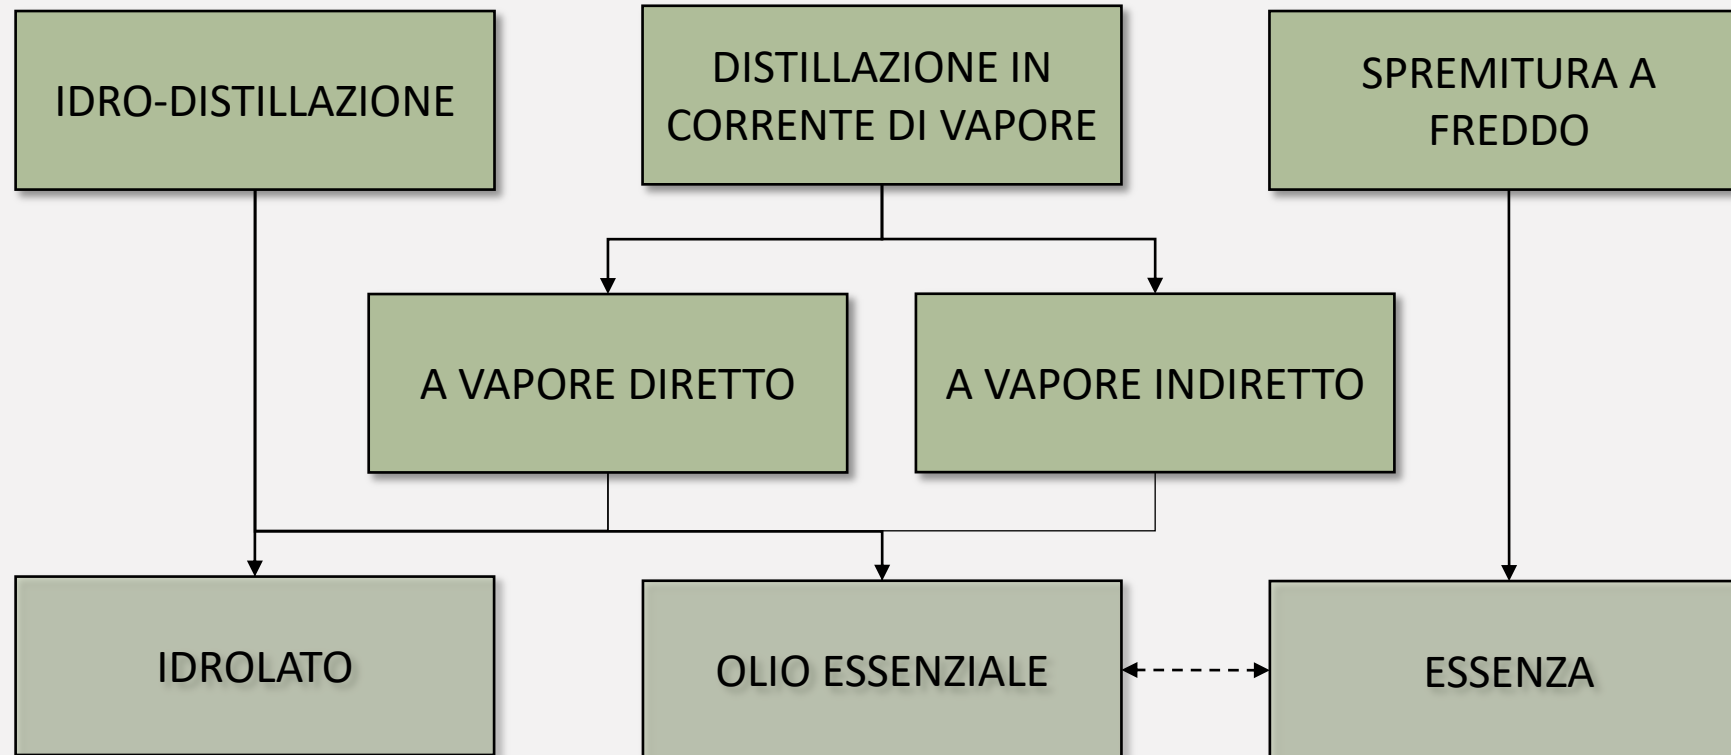 IDRO-DISTILLAZIONE
DISTILLAZIONE IN
CORRENTE DI VAPORE
SPREMITURA A
FREDDO
A VAPORE DIRETTO
A VAPORE INDIRETTO
IDROLATO
OLIO ESSENZIALE
ESSENZA